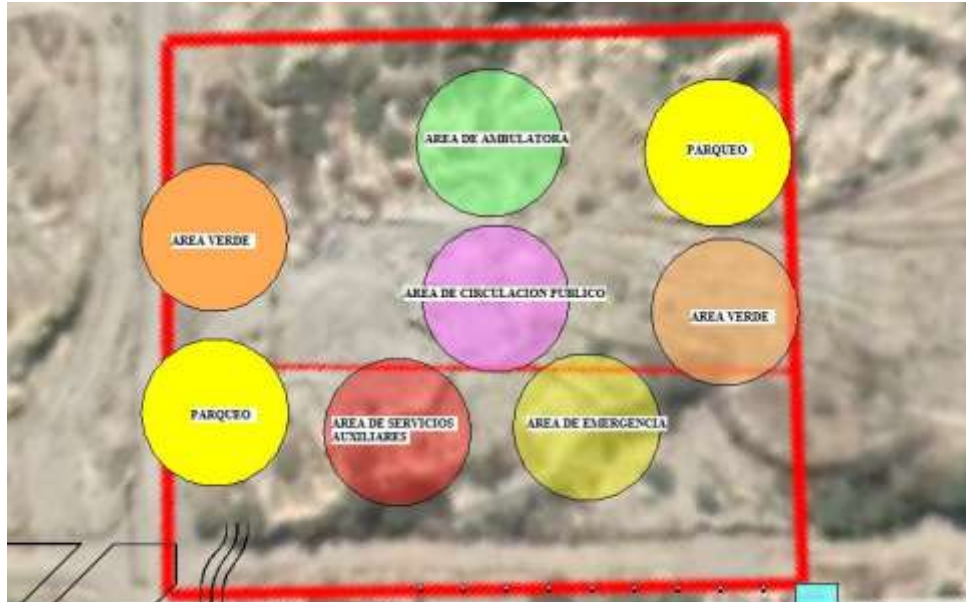 AREA DE AMBULATORA
PARQUEO
AREA VERDE
AREA DE CIRCULACION PUBLICO
AREA VERDE
PARQUEO
AREA DE SERVICIOS
AUXILIARES
AREA DE EMERGENCIA